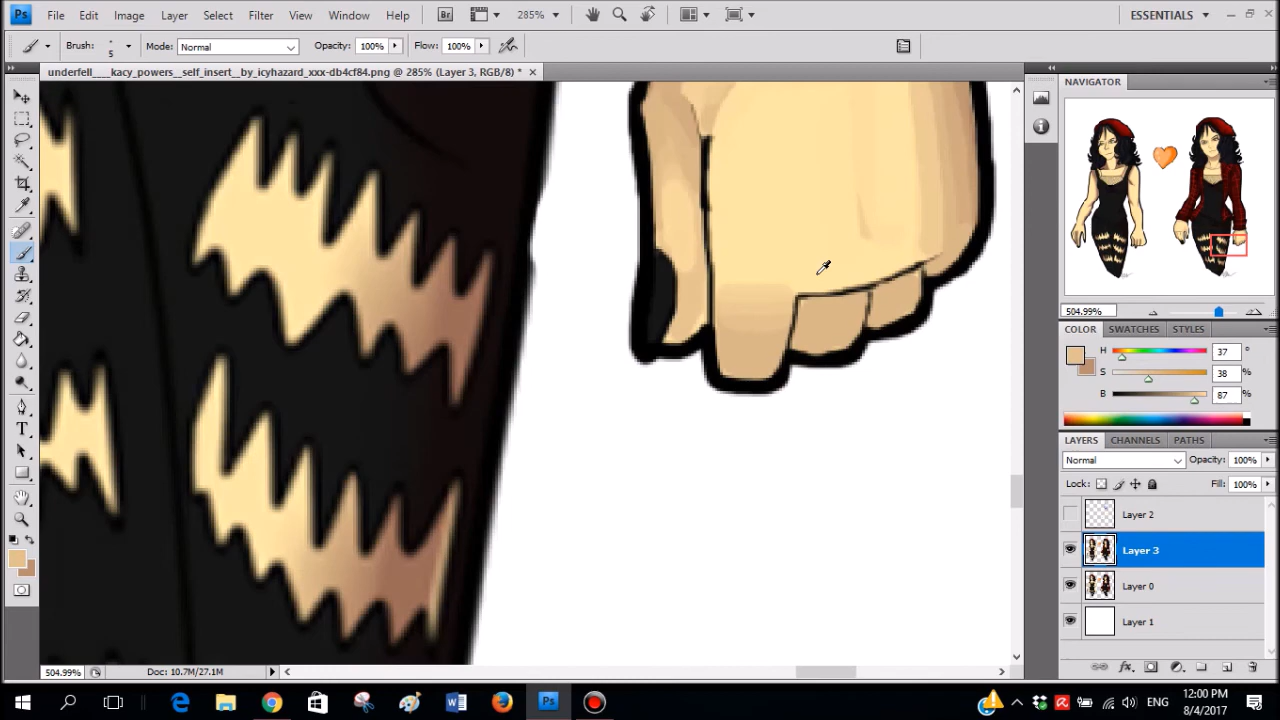 Ps File Edit Image Layer Select Filter View Window Help Br 285% ESSENTIALS
Brush: 5 Mode: Normal Opacity: 100% Flow: 100%
underfell____kacy_powers__self_insert__by_icyhazard_xxx-db4cf84.png @ 285% (Layer 3, RGB/8) *
NAVIGATOR
504.99%
COLOR SWATCHES STYLES
H 37 °
S 38 %
B 87 %
LAYERS CHANNELS PATHS
Normal Opacity: 100%
Lock: Fill: 100%
Layer 2
Layer 3
Layer 0
Layer 1
504.99% Doc: 10.7M/27.1M
ENG 12:00 PM
8/4/2017